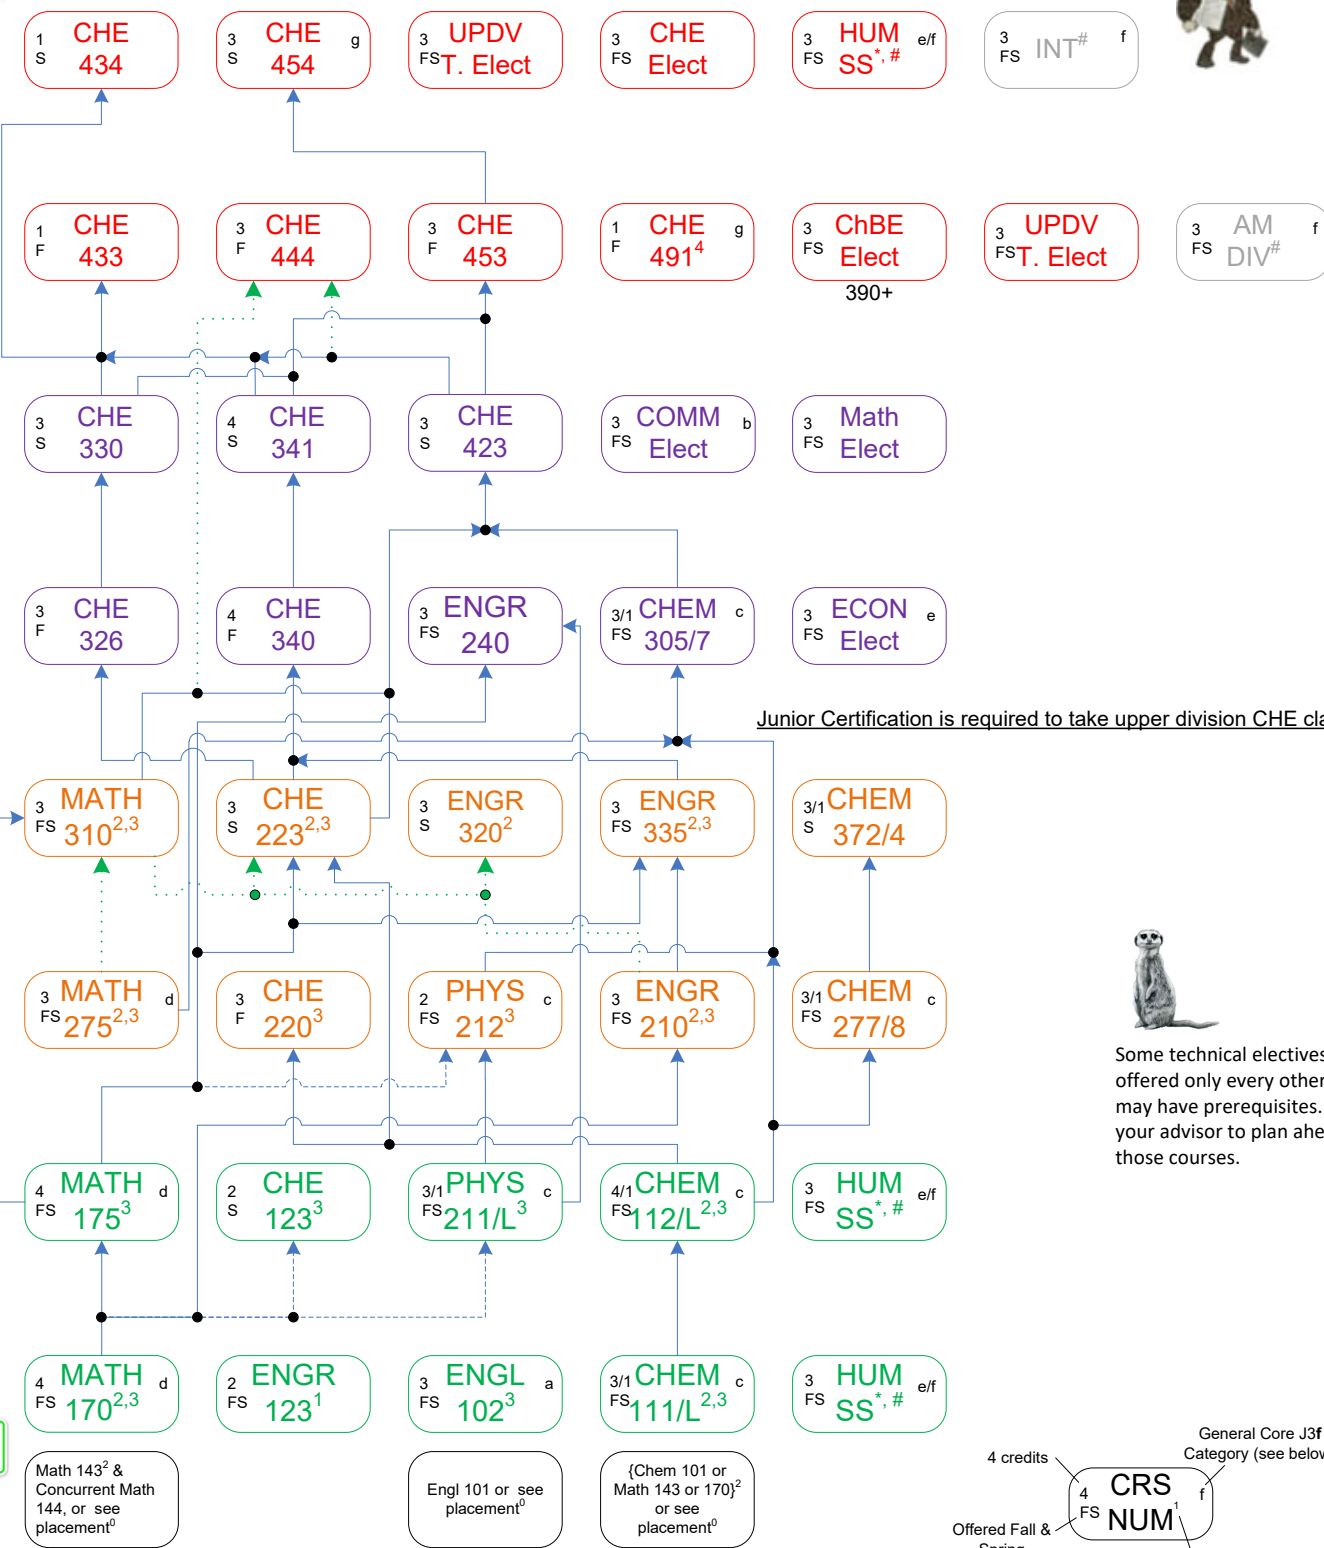 1 CHE
S 434
3 CHE g
S 454
3 UPDV
FS T. Elect
3 CHE
FS Elect
3 HUM e/f
FS SS*, #
3 INT# f
FS
1 CHE
F 433
3 CHE
F 444
3 CHE
F 453
1 CHE g
F 491⁴
3 ChBE
FS Elect
390+
3 UPDV
FS T. Elect
3 AM f
FS DIV#
3 CHE
S 330
4 CHE
S 341
3 CHE
S 423
3 COMM b
FS Elect
3 Math
FS Elect
3 CHE
F 326
4 CHE
F 340
3 ENGR
FS 240
3/1 CHEM c
FS 305/7
3 ECON e
FS Elect
Junior Certification is required to take upper division CHE cla
3 MATH
FS 310²,³
3 CHE
S 223²,³
3 ENGR
S 320²
3 ENGR
FS 335²,³
3/1 CHEM
S 372/4
3 MATH d
FS 275²,³
3 CHE
F 220³
2 PHYS c
FS 212³
3 ENGR
FS 210²,³
3/1 CHEM c
FS 277/8
Some technical electives
offered only every other
may have prerequisites.
your advisor to plan ahe
those courses.
4 MATH d
FS 175³
2 CHE
S 123³
3/1 PHYS c
FS 211/L³
4/1 CHEM c
FS 112/L²,³
3 HUM e/f
FS SS*, #
4 MATH d
FS 170²,³
2 ENGR
FS 123¹
3 ENGL a
FS 102³
3/1 CHEM c
FS 111/L²,³
3 HUM e/f
FS SS*, #
Math 143² &
Concurrent Math
144, or see
placement⁰
Engl 101 or see
placement⁰
{Chem 101 or
Math 143 or 170}²
or see
placement⁰
General Core J3f
Category (see below
4 credits
4 CRS f
FS NUM¹
Offered Fall &
Spring